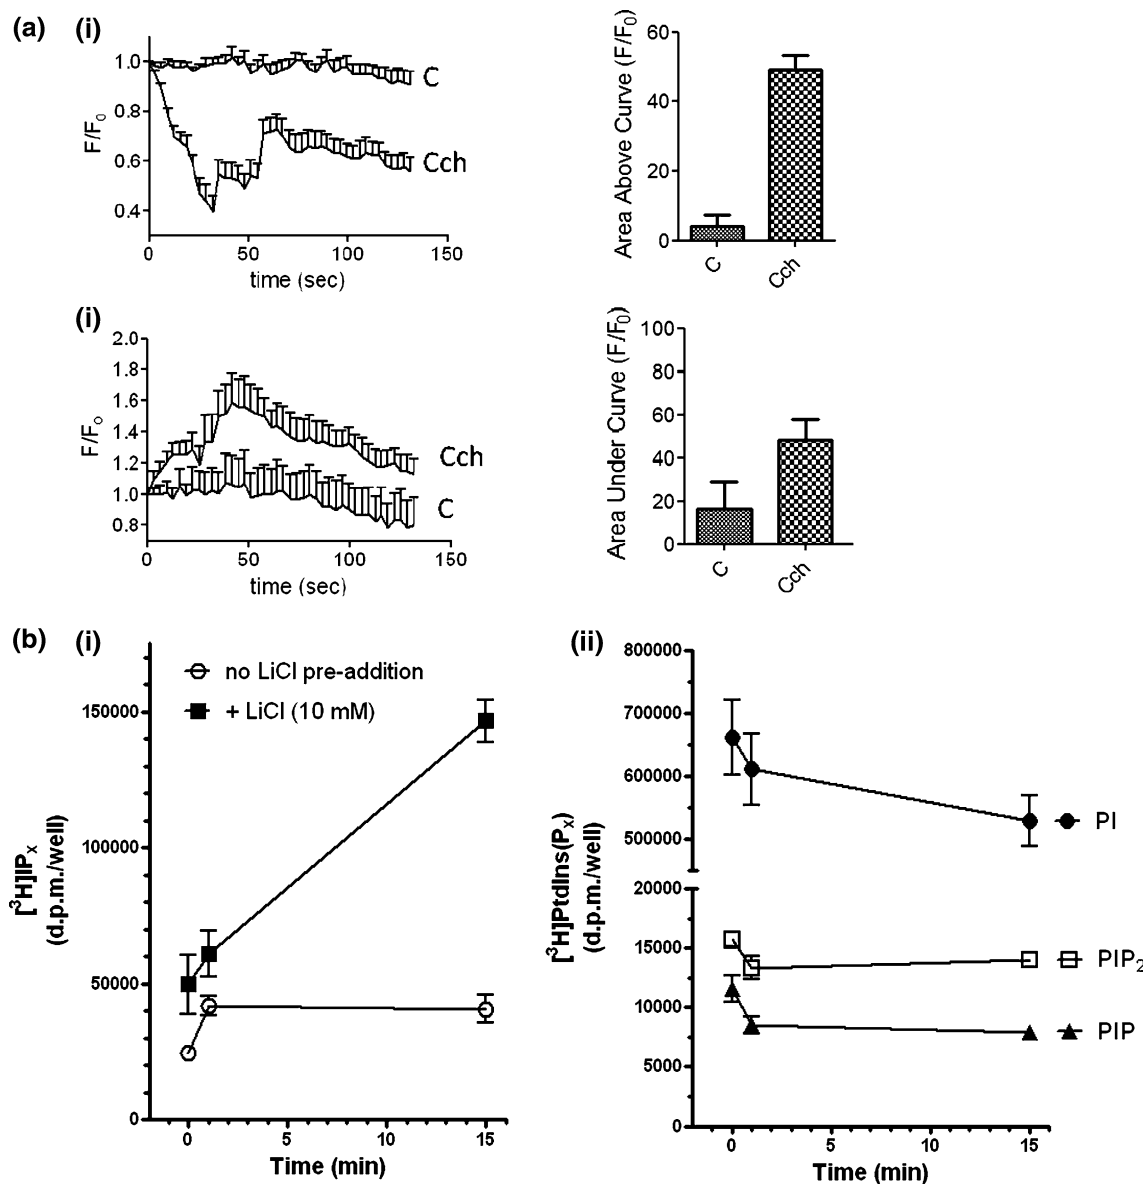 (a) (i)
F/F0
1.0
0.8
0.6
0.4
C
Cch
0 50 100 150
time (sec)
Area Above Curve (F/F0)
60
40
20
0
C Cch
(i)
F/Fo
2.0
1.8
1.6
1.4
1.2
1.0
0.8
Cch
C
0 50 100 150
time (sec)
Area Under Curve (F/F0)
100
80
60
40
20
0
C Cch
(b) (i)
[3H]IPx
(d.p.m./well)
no LiCl pre-addition
+ LiCl (10 mM)
150000
100000
50000
0
0 5 10 15
Time (min)
(ii)
[3H]PtdIns(Px)
(d.p.m./well)
800000
700000
600000
500000
20000
15000
10000
5000
0
PI
PIP2
PIP
0 5 10 15
Time (min)